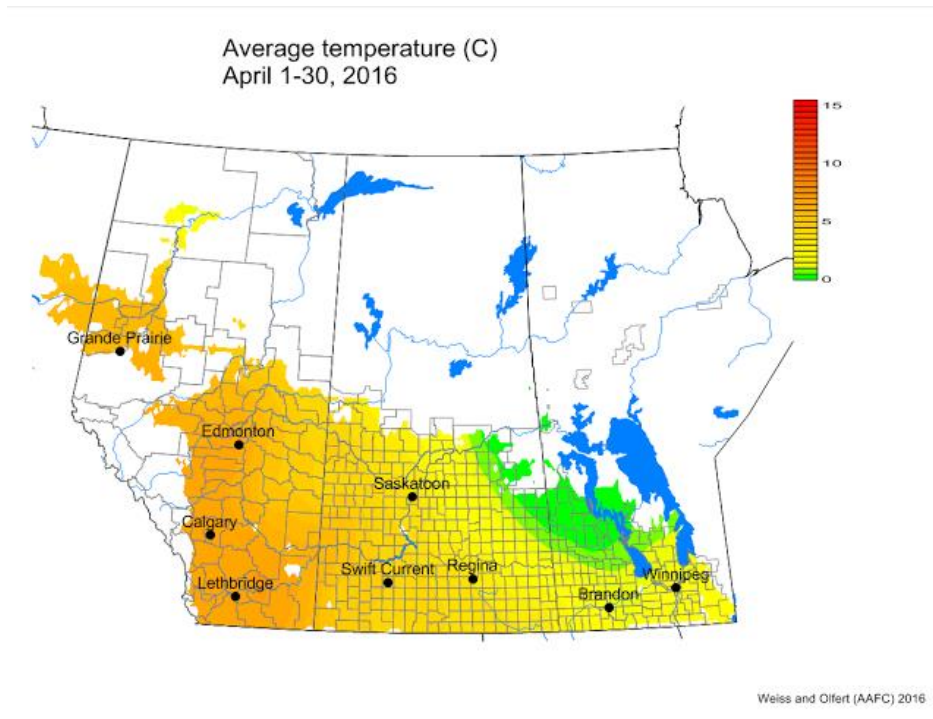 Average temperature (C)
April 1-30, 2016
15
10
5
0
Grande Prairie
Edmonton
Saskatoon
Calgary
Swift Current
Regina
Lethbridge
Winnipeg
Brandon
Weiss and Olfert (AAFC) 2016